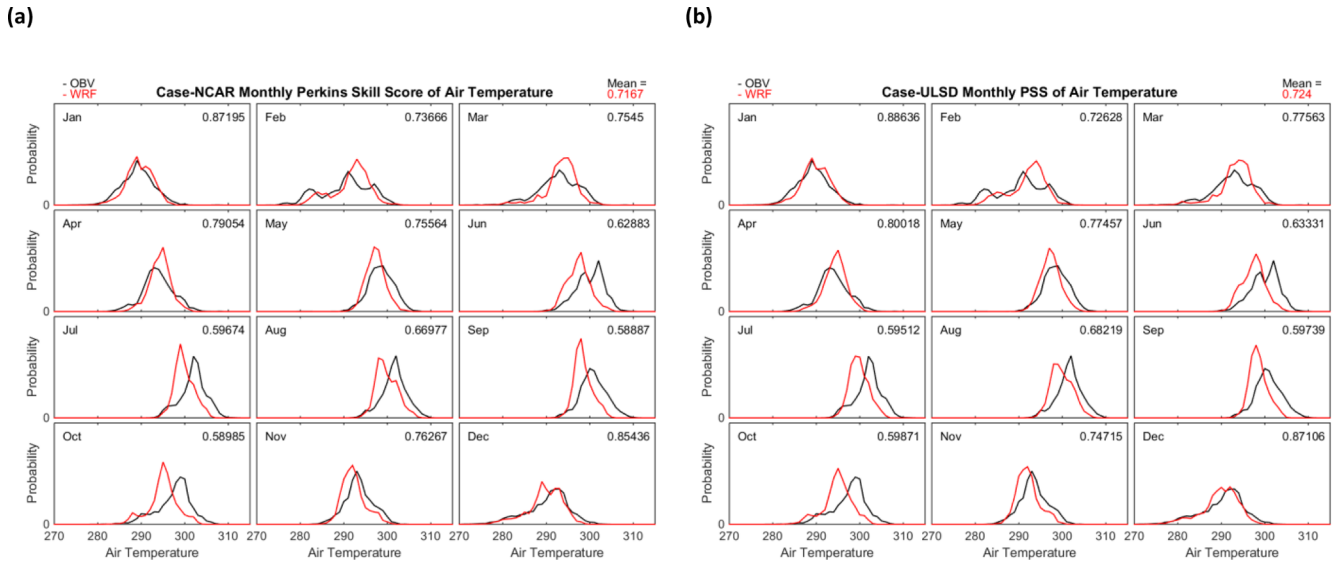 (a)
(b)
- OBV
- WRF
Case-NCAR Monthly Perkins Skill Score of Air Temperature
Mean =
0.7167
Jan 0.87195
Feb 0.73666
Mar 0.7545
Apr 0.79054
May 0.75564
Jun 0.62883
Jul 0.59674
Aug 0.66977
Sep 0.58887
Oct 0.58985
Nov 0.76267
Dec 0.85436
Probability
0
Probability
0
Probability
0
Probability
0
270 280 290 300 310
270 280 290 300 310
270 280 290 300 310
Air Temperature
Air Temperature
Air Temperature
- OBV
- WRF
Case-ULSD Monthly PSS of Air Temperature
Mean =
0.724
Jan 0.88636
Feb 0.72628
Mar 0.77563
Apr 0.80018
May 0.77457
Jun 0.63331
Jul 0.59512
Aug 0.68219
Sep 0.59739
Oct 0.59871
Nov 0.74715
Dec 0.87106
Probability
0
Probability
0
Probability
0
Probability
0
270 280 290 300 310
270 280 290 300 310
270 280 290 300 310
Air Temperature
Air Temperature
Air Temperature